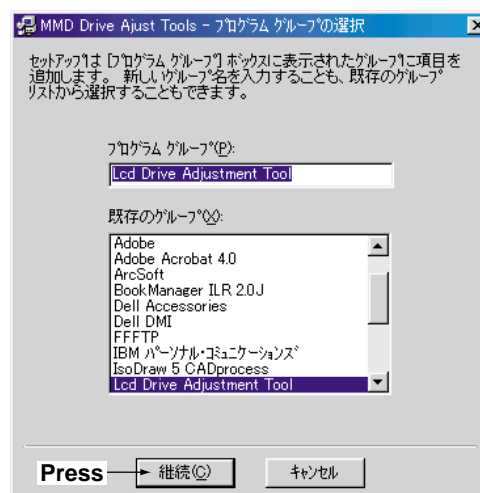 MMD Drive Ajust Tools - ﾌﾟﾛｸﾞﾗﾑ ｸﾞﾙｰﾌﾟの選択
ｾｯﾄｱｯﾌﾟは [ﾌﾟﾛｸﾞﾗﾑ ｸﾞﾙｰﾌﾟ] ﾎﾞｯｸｽに表示されたｸﾞﾙｰﾌﾟに項目を
追加します。 新しいｸﾞﾙｰﾌﾟ名を入力することも、既存のｸﾞﾙｰﾌﾟ
ﾘｽﾄから選択することもできます。
ﾌﾟﾛｸﾞﾗﾑ ｸﾞﾙｰﾌﾟ(P):
Lcd Drive Adjustment Tool
既存のｸﾞﾙｰﾌﾟ(X):
Adobe
Adobe Acrobat 4.0
ArcSoft
BookManager ILR 2.0J
Dell Accessories
Dell DMI
FFFTP
IBM ﾊﾟｰｿﾅﾙ･ｺﾐｭﾆｹｰｼｮﾝｽﾞ
IsoDraw 5 CADprocess
Lcd Drive Adjustment Tool
Press 継続(C) ｷｬﾝｾﾙ